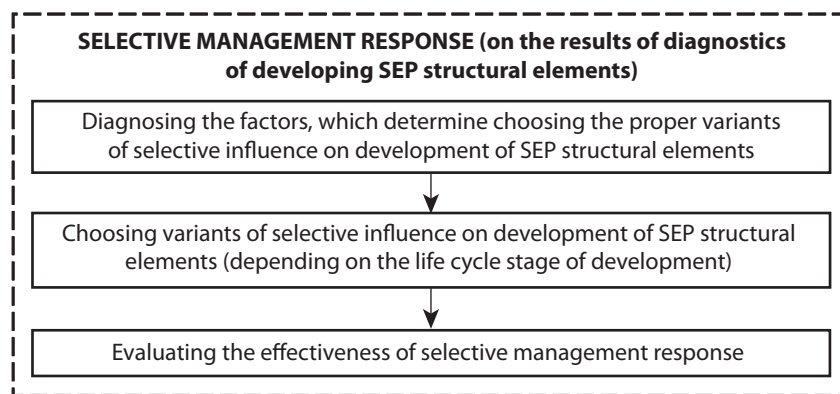 SELECTIVE MANAGEMENT RESPONSE (on the results of diagnostics
of developing SEP structural elements)
Diagnosing the factors, which determine choosing the proper variants
of selective influence on development of SEP structural elements
Choosing variants of selective influence on development of SEP structural
elements (depending on the life cycle stage of development)
Evaluating the effectiveness of selective management response